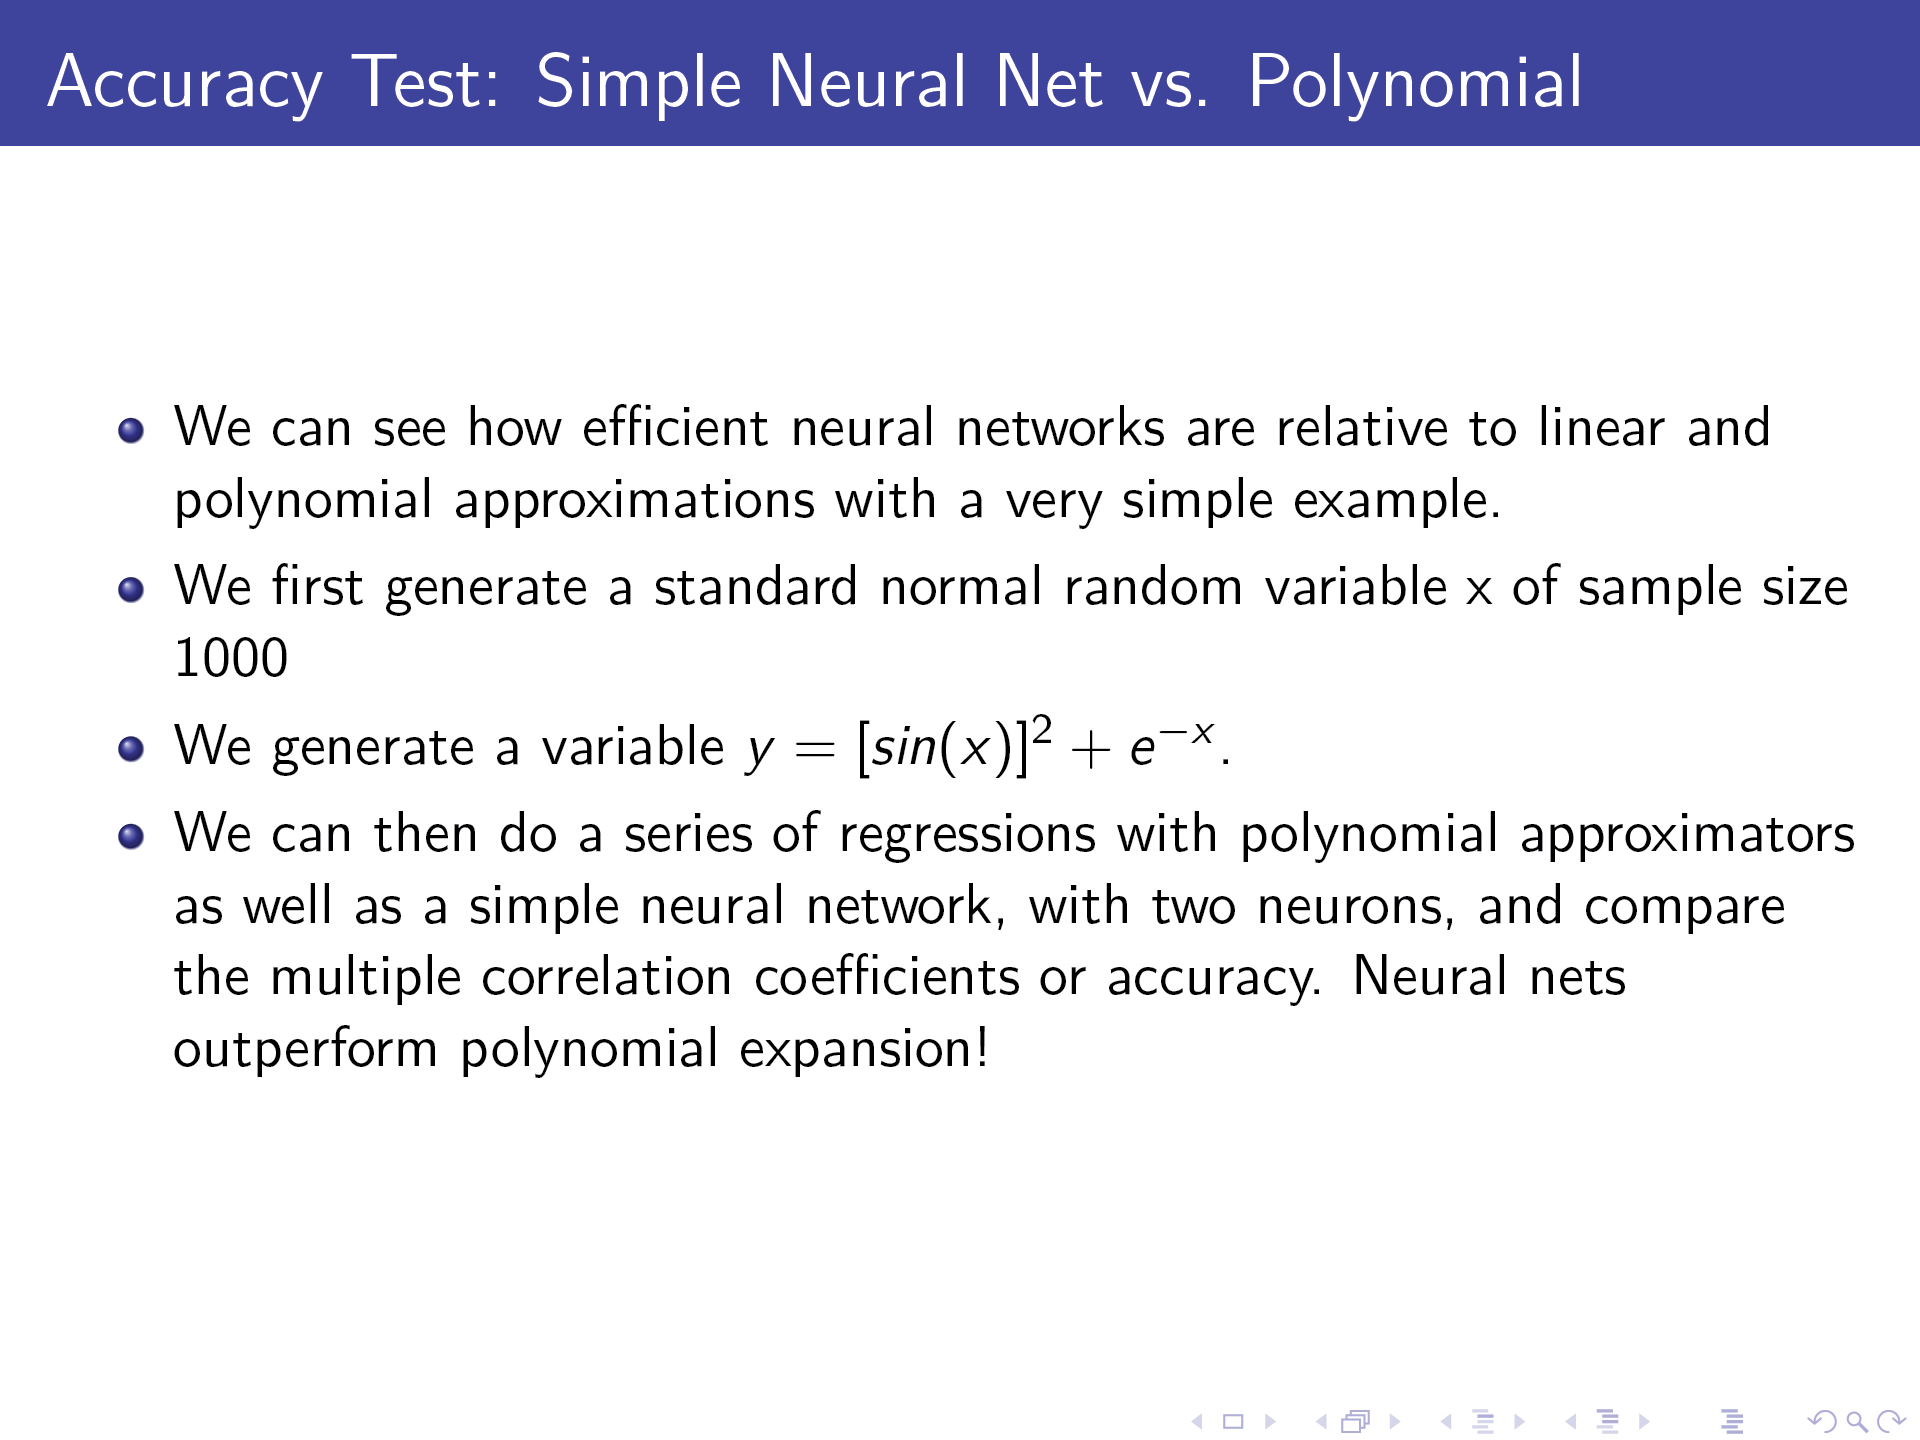 Accuracy Test: Simple Neural Net vs. Polynomial
We can see how efficient neural networks are relative to linear and
polynomial approximations with a very simple example.
We first generate a standard normal random variable x of sample size
1000
We generate a variable y = [sin(x)]² + e⁻ˣ.
We can then do a series of regressions with polynomial approximators
as well as a simple neural network, with two neurons, and compare
the multiple correlation coefficients or accuracy. Neural nets
outperform polynomial expansion!